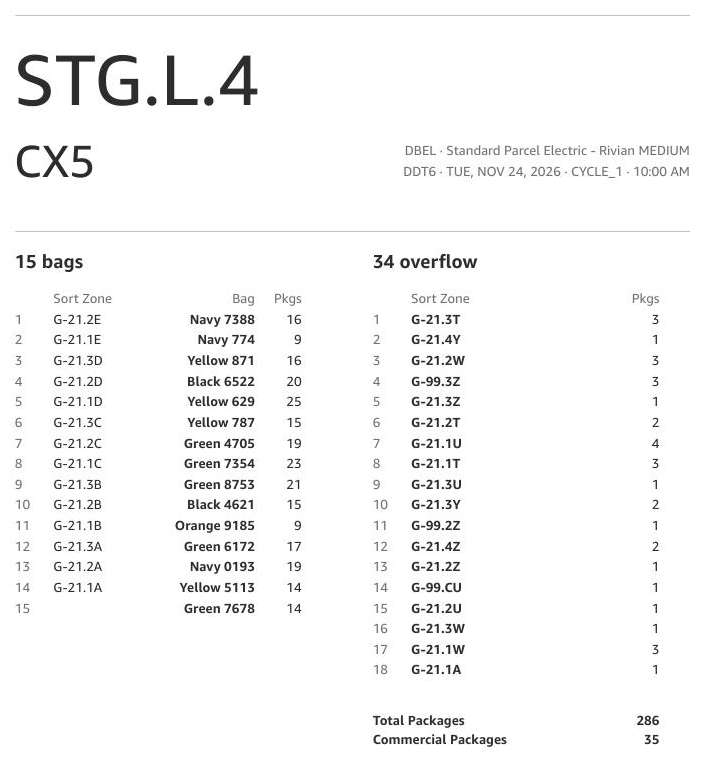 STG.L.4
CX5
DBEL · Standard Parcel Electric - Rivian MEDIUM
DDT6 · TUE, NOV 24, 2026 · CYCLE_1 · 10:00 AM
15 bags
Sort Zone Bag Pkgs
1 G-21.2E Navy 7388 16
2 G-21.1E Navy 774 9
3 G-21.3D Yellow 871 16
4 G-21.2D Black 6522 20
5 G-21.1D Yellow 629 25
6 G-21.3C Yellow 787 15
7 G-21.2C Green 4705 19
8 G-21.1C Green 7354 23
9 G-21.3B Green 8753 21
10 G-21.2B Black 4621 15
11 G-21.1B Orange 9185 9
12 G-21.3A Green 6172 17
13 G-21.2A Navy 0193 19
14 G-21.1A Yellow 5113 14
15 Green 7678 14
34 overflow
Sort Zone Pkgs
1 G-21.3T 3
2 G-21.4Y 1
3 G-21.2W 3
4 G-99.3Z 3
5 G-21.3Z 1
6 G-21.2T 2
7 G-21.1U 4
8 G-21.1T 3
9 G-21.3U 1
10 G-21.3Y 2
11 G-99.2Z 1
12 G-21.4Z 2
13 G-21.2Z 1
14 G-99.CU 1
15 G-21.2U 1
16 G-21.3W 1
17 G-21.1W 3
18 G-21.1A 1
Total Packages 286
Commercial Packages 35